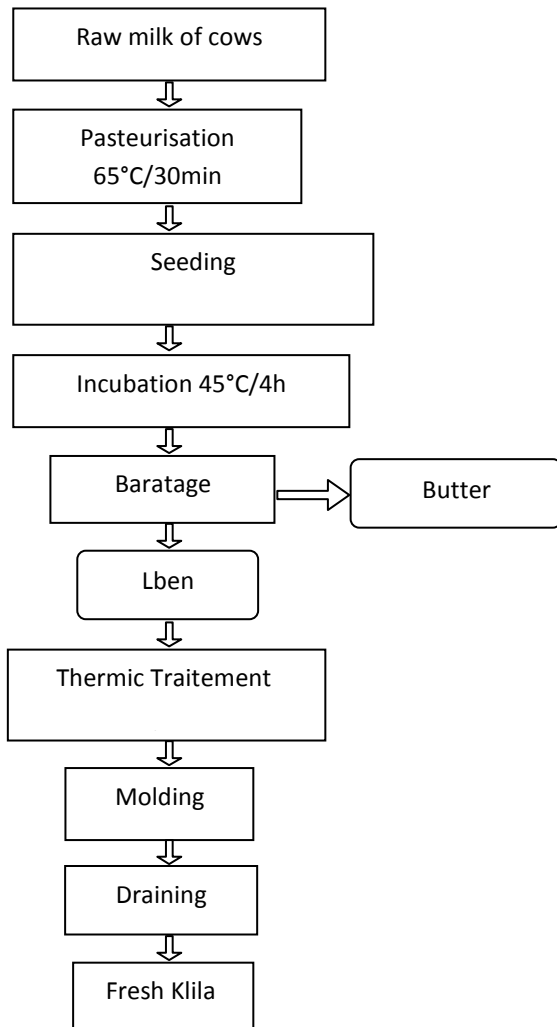 Raw milk of cows
Pasteurisation
65°C/30min
Seeding
Incubation 45°C/4h
Baratage
Butter
Lben
Thermic Traitement
Molding
Draining
Fresh Klila